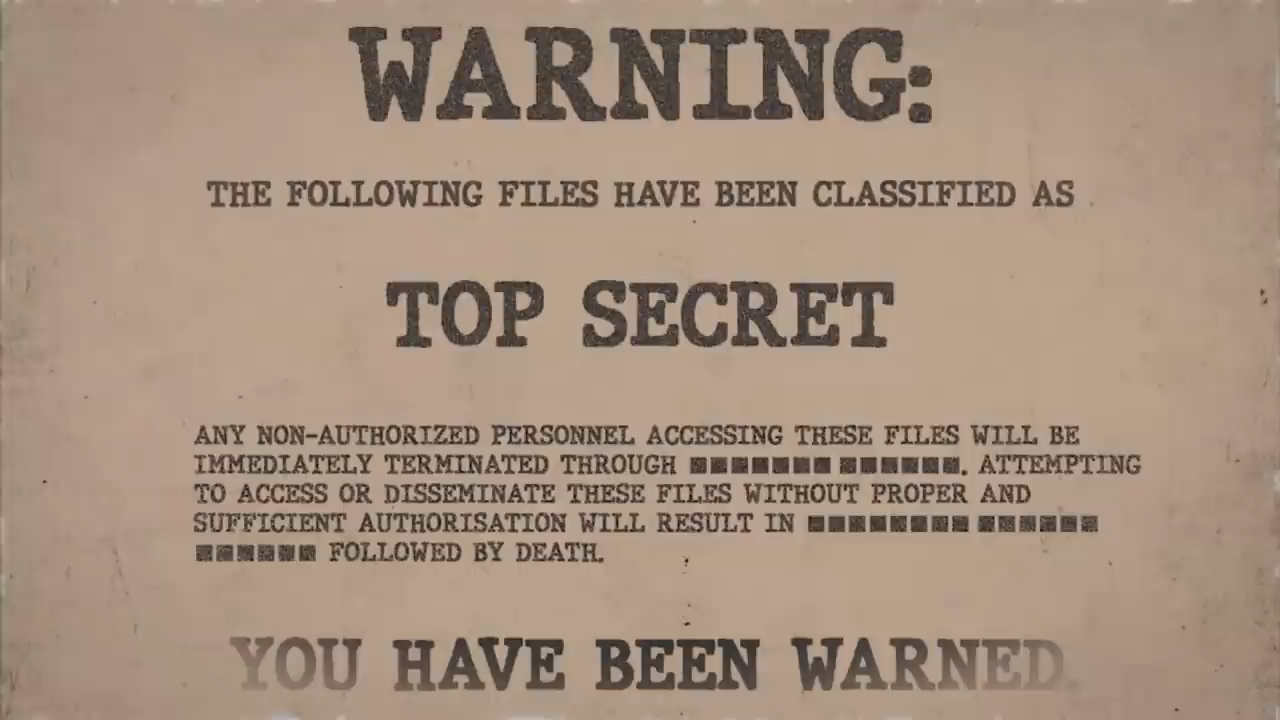 WARNING:
THE FOLLOWING FILES HAVE BEEN CLASSIFIED AS
TOP SECRET
ANY NON-AUTHORIZED PERSONNEL ACCESSING THESE FILES WILL BE
IMMEDIATELY TERMINATED THROUGH ■■■■■■■ ■■■■■■. ATTEMPTING
TO ACCESS OR DISSEMINATE THESE FILES WITHOUT PROPER AND
SUFFICIENT AUTHORISATION WILL RESULT IN ■■■■■■■■ ■■■■■■
■■■■■■ FOLLOWED BY DEATH.
YOU HAVE BEEN WARNED.